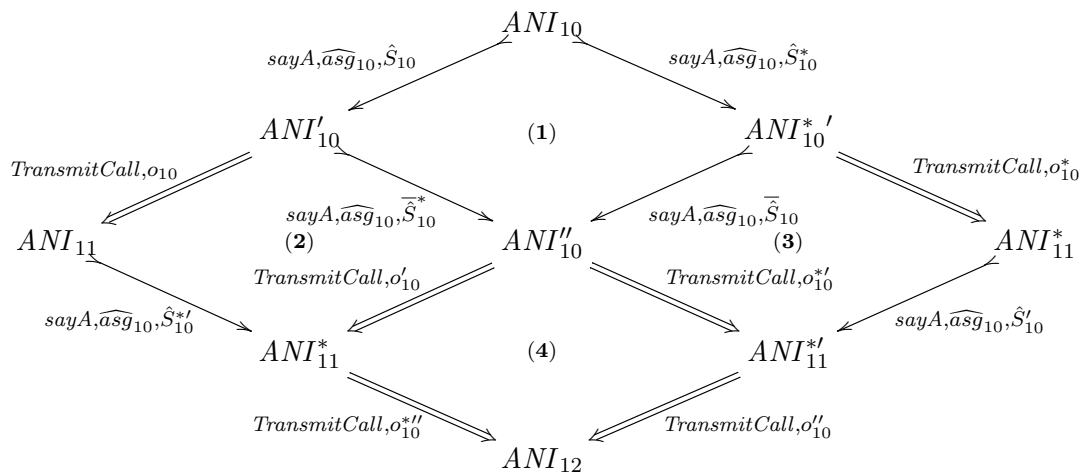 ANI_{10}
sayA,\widehat{asg}_{10},\hat{S}_{10} sayA,\widehat{asg}_{10},\hat{S}^{*}_{10}
ANI'_{10} (1) ANI^{*}_{10}{}'
TransmitCall,o_{10} TransmitCall,o^{*}_{10}
sayA,\widehat{asg}_{10},\overline{\hat{S}}^{*}_{10} sayA,\widehat{asg}_{10},\overline{\hat{S}}_{10}
ANI_{11} (2) ANI''_{10} (3) ANI^{*}_{11}
TransmitCall,o'_{10} TransmitCall,o^{*\prime}_{10}
sayA,\widehat{asg}_{10},\hat{S}^{*\prime}_{10} sayA,\widehat{asg}_{10},\hat{S}'_{10}
ANI^{*}_{11} (4) ANI^{*\prime}_{11}
TransmitCall,o^{*\prime\prime}_{10} TransmitCall,o''_{10}
ANI_{12}